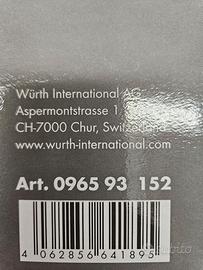 Würth International AG
Aspermontstrasse 1
CH-7000 Chur, Switzerland
www.wurth-international.com
Art. 0965 93 152
4 062856 641895
subito